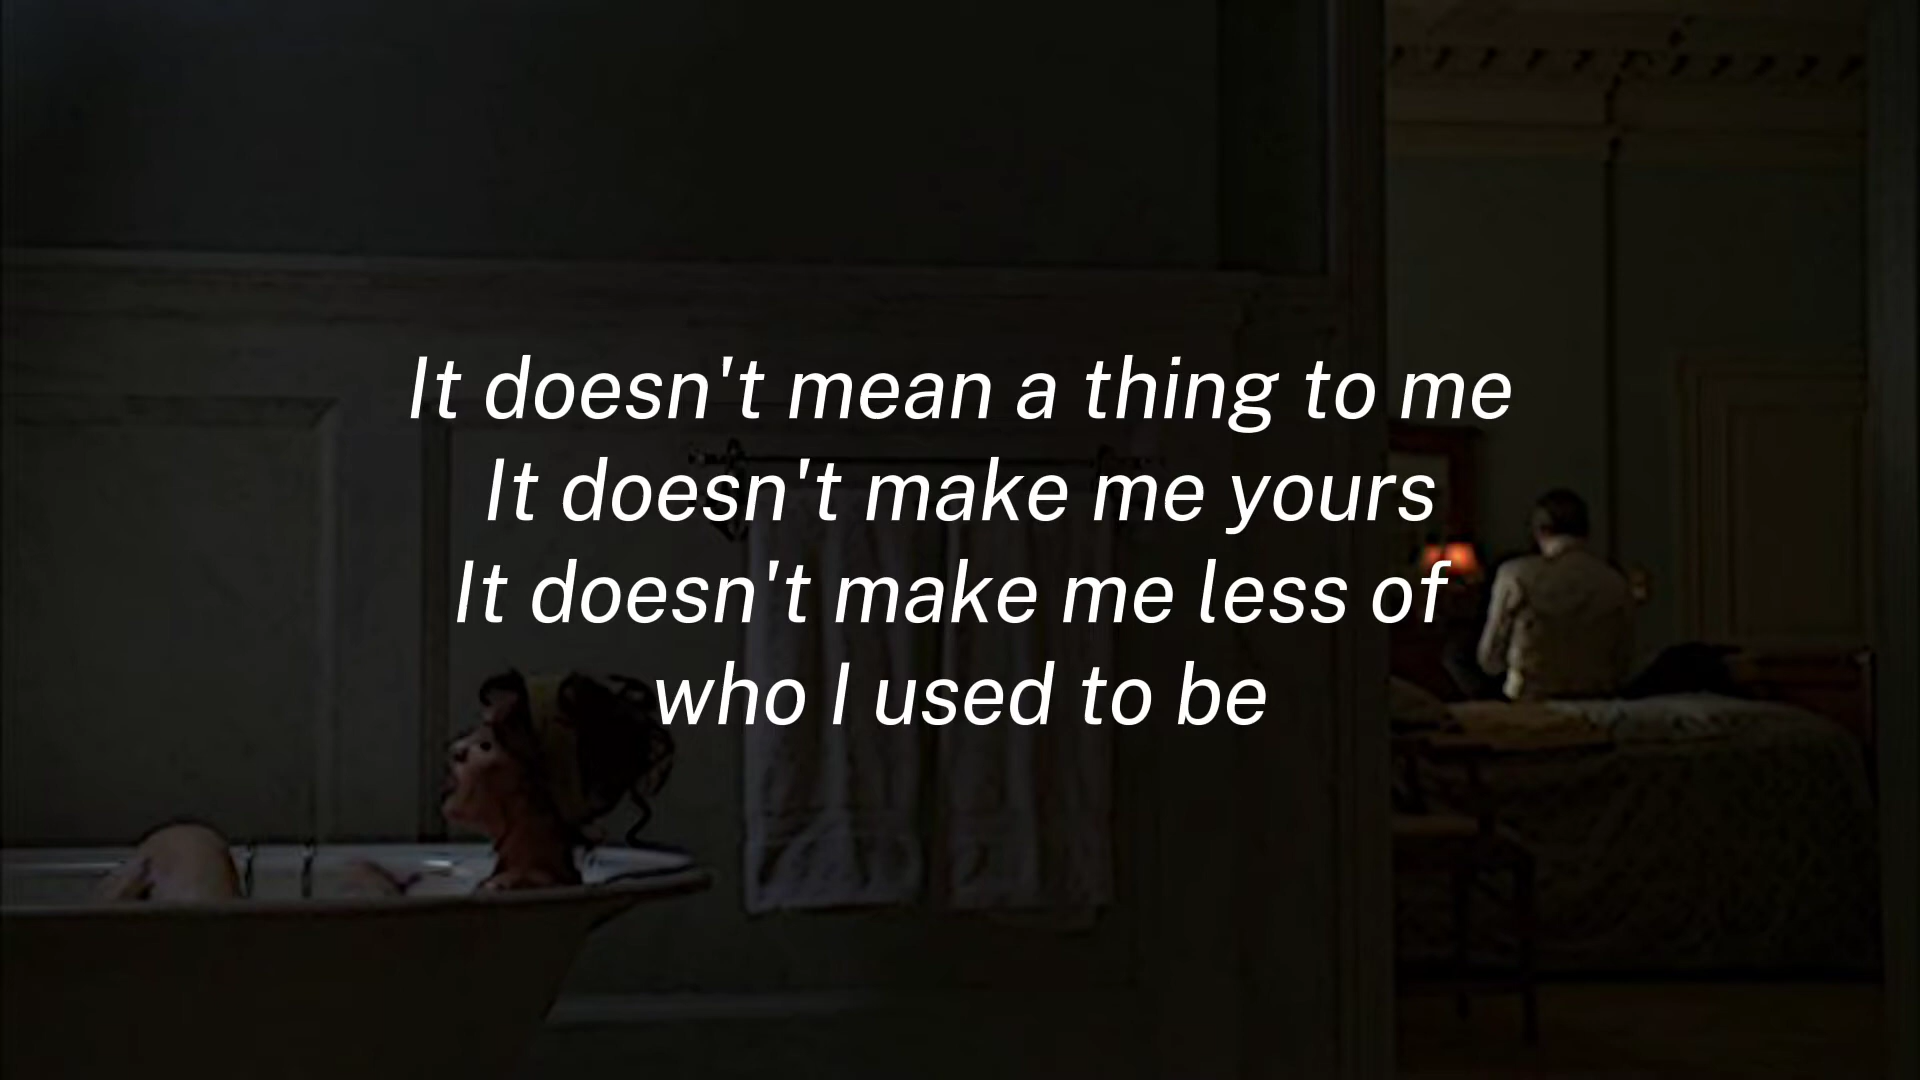 It doesn't mean a thing to me
It doesn't make me yours
It doesn't make me less of
who I used to be